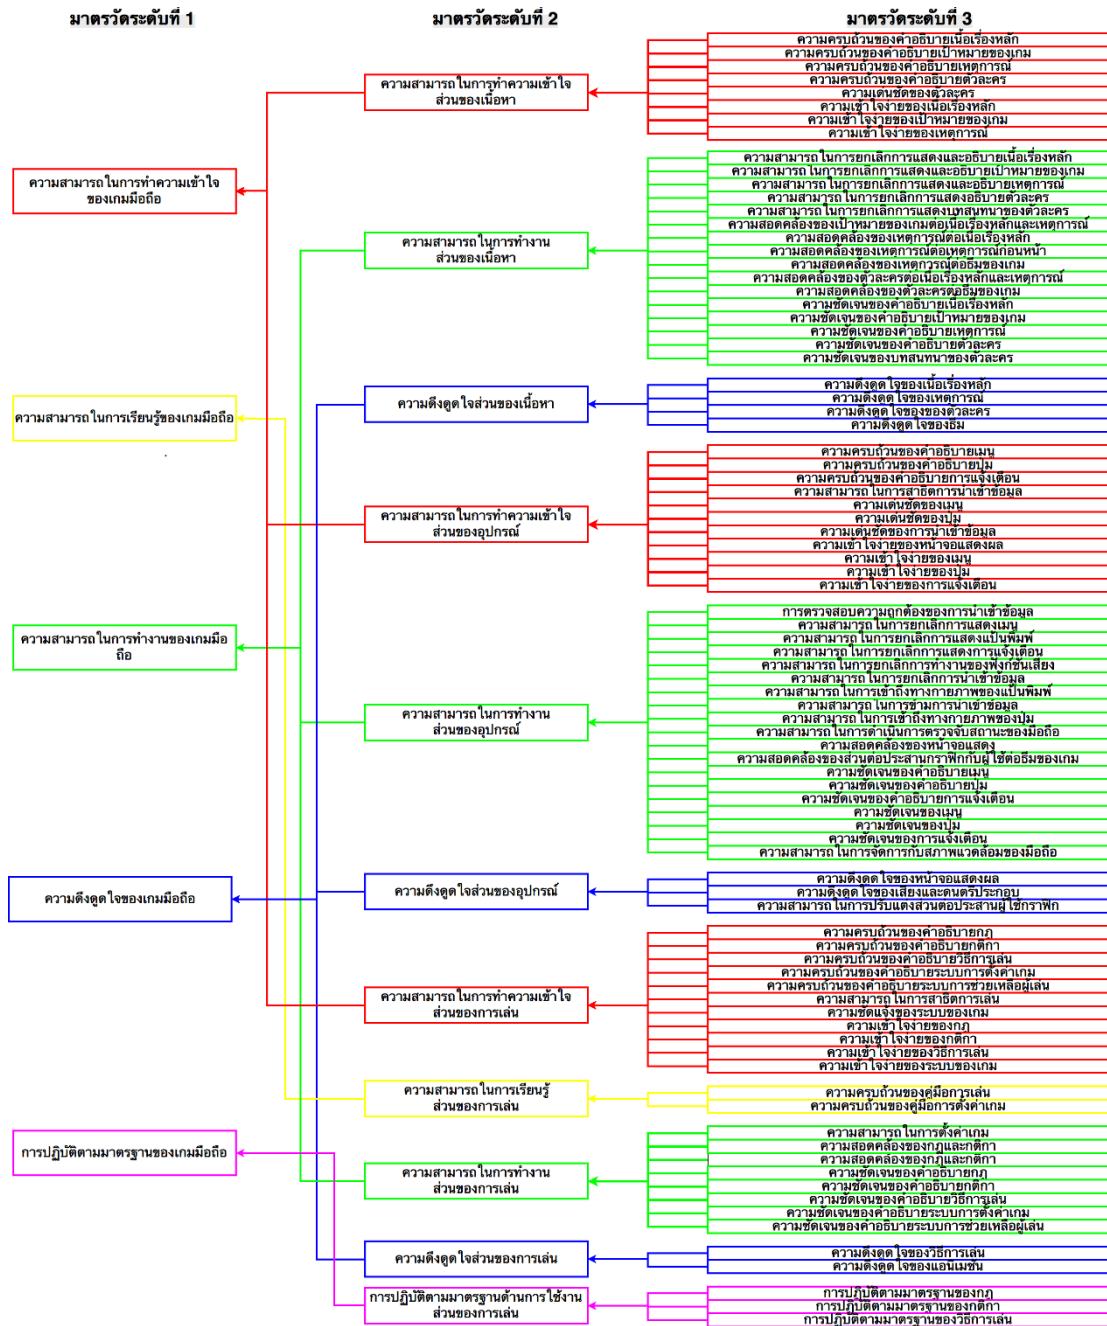 มาตรวัดระดับที่ 1
มาตรวัดระดับที่ 2
มาตรวัดระดับที่ 3
ความสามารถในการทำความเข้าใจ
ของเกมมือถือ
ความสามารถในการเรียนรู้ของเกมมือถือ
ความสามารถในการทำงานของเกมมือ
ถือ
ความดึงดูดใจของเกมมือถือ
การปฏิบัติตามมาตรฐานของเกมมือถือ
ความสามารถในการทำความเข้าใจ
ส่วนของเนื้อหา
ความสามารถในการทำงาน
ส่วนของเนื้อหา
ความดึงดูดใจส่วนของเนื้อหา
ความสามารถในการทำความเข้าใจ
ส่วนของอุปกรณ์
ความสามารถในการทำงาน
ส่วนของอุปกรณ์
ความดึงดูดใจส่วนของอุปกรณ์
ความสามารถในการทำความเข้าใจ
ส่วนของการเล่น
ความสามารถในการเรียนรู้
ส่วนของการเล่น
ความสามารถในการทำงาน
ส่วนของการเล่น
ความดึงดูดใจส่วนของการเล่น
การปฏิบัติตามมาตรฐานด้านการใช้งาน
ส่วนของการเล่น
ความครบถ้วนของคำอธิบายเนื้อเรื่องหลัก
ความครบถ้วนของคำอธิบายเป้าหมายของเกม
ความครบถ้วนของคำอธิบายเหตุการณ์
ความครบถ้วนของคำอธิบายตัวละคร
ความเด่นชัดของตัวละคร
ความเข้าใจง่ายของเนื้อเรื่องหลัก
ความเข้าใจง่ายของเป้าหมายของเกม
ความเข้าใจง่ายของเหตุการณ์
ความสามารถในการยกเลิกการแสดงและอธิบายเนื้อเรื่องหลัก
ความสามารถในการยกเลิกการแสดงและอธิบายเป้าหมายของเกม
ความสามารถในการยกเลิกการแสดงและอธิบายเหตุการณ์
ความสามารถในการยกเลิกการแสดงอธิบายตัวละคร
ความสามารถในการยกเลิกการแสดงบทสนทนาของตัวละคร
ความสอดคล้องของเป้าหมายของเกมต่อเนื้อเรื่องหลักและเหตุการณ์
ความสอดคล้องของเหตุการณ์ต่อเนื้อเรื่องหลัก
ความสอดคล้องของเหตุการณ์ต่อเหตุการณ์ก่อนหน้า
ความสอดคล้องของเหตุการณ์ต่อธีมของเกม
ความสอดคล้องของตัวละครต่อเนื้อเรื่องหลักและเหตุการณ์
ความสอดคล้องของตัวละครต่อธีมของเกม
ความชัดเจนของคำอธิบายเนื้อเรื่องหลัก
ความชัดเจนของคำอธิบายเป้าหมายของเกม
ความชัดเจนของคำอธิบายเหตุการณ์
ความชัดเจนของคำอธิบายตัวละคร
ความชัดเจนของบทสนทนาของตัวละคร
ความดึงดูดใจของเนื้อเรื่องหลัก
ความดึงดูดใจของเหตุการณ์
ความดึงดูดใจของของตัวละคร
ความดึงดูดใจของธีม
ความครบถ้วนของคำอธิบายเมนู
ความครบถ้วนของคำอธิบายปุ่ม
ความครบถ้วนของคำอธิบายการแจ้งเตือน
ความสามารถในการสาธิตการนำเข้าข้อมูล
ความเด่นชัดของเมนู
ความเด่นชัดของปุ่ม
ความเด่นชัดของการนำเข้าข้อมูล
ความเข้าใจง่ายของหน้าจอแสดงผล
ความเข้าใจง่ายของเมนู
ความเข้าใจง่ายของปุ่ม
ความเข้าใจง่ายของการแจ้งเตือน
การตรวจสอบความถูกต้องของการนำเข้าข้อมูล
ความสามารถในการยกเลิกการแสดงเมนู
ความสามารถในการยกเลิกการแสดงแป้นพิมพ์
ความสามารถในการยกเลิกการแสดงการแจ้งเตือน
ความสามารถในการยกเลิกการทำงานของฟังก์ชันเสียง
ความสามารถในการยกเลิกการนำเข้าข้อมูล
ความสามารถในการเข้าถึงทางกายภาพของแป้นพิมพ์
ความสามารถในการข้ามการนำเข้าข้อมูล
ความสามารถในการเข้าถึงทางกายภาพของปุ่ม
ความสามารถในการดำเนินการตรวจจับสถานะของมือถือ
ความสอดคล้องของหน้าจอแสดง
ความสอดคล้องของส่วนต่อประสานกราฟิกกับผู้ใช้ต่อธีมของเกม
ความชัดเจนของคำอธิบายเมนู
ความชัดเจนของคำอธิบายปุ่ม
ความชัดเจนของคำอธิบายการแจ้งเตือน
ความชัดเจนของเมนู
ความชัดเจนของปุ่ม
ความชัดเจนของการแจ้งเตือน
ความสามารถในการจัดการกับสภาพแวดล้อมของมือถือ
ความดึงดูดใจของหน้าจอแสดงผล
ความดึงดูดใจของเสียงและดนตรีประกอบ
ความสามารถในการปรับแต่งส่วนต่อประสานผู้ใช้กราฟิก
ความครบถ้วนของคำอธิบายกฎ
ความครบถ้วนของคำอธิบายกติกา
ความครบถ้วนของคำอธิบายวิธีการเล่น
ความครบถ้วนของคำอธิบายระบบการตั้งค่าเกม
ความครบถ้วนของคำอธิบายระบบการช่วยเหลือผู้เล่น
ความสามารถในการสาธิตการเล่น
ความชัดแจ้งของระบบของเกม
ความเข้าใจง่ายของกฎ
ความเข้าใจง่ายของกติกา
ความเข้าใจง่ายของวิธีการเล่น
ความเข้าใจง่ายของระบบของเกม
ความครบถ้วนของคู่มือการเล่น
ความครบถ้วนของคู่มือการตั้งค่าเกม
ความสามารถในการตั้งค่าเกม
ความสอดคล้องของกฎและกติกา
ความสอดคล้องของกฎและกติกา
ความชัดเจนของคำอธิบายกฎ
ความชัดเจนของคำอธิบายกติกา
ความชัดเจนของคำอธิบายวิธีการเล่น
ความชัดเจนของคำอธิบายระบบการตั้งค่าเกม
ความชัดเจนของคำอธิบายระบบการช่วยเหลือผู้เล่น
ความดึงดูดใจของวิธีการเล่น
ความดึงดูดใจของแอนิเมชัน
การปฏิบัติตามมาตรฐานของกฎ
การปฏิบัติตามมาตรฐานของกติกา
การปฏิบัติตามมาตรฐานของวิธีการเล่น